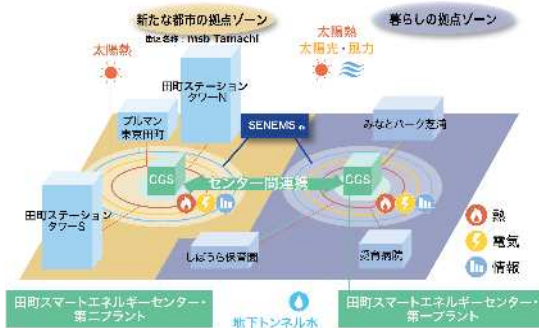 新たな都市の拠点ゾーン
街区名称：msb Tamachi
太陽熱
田町ステーション
タワーN
プルマン
東京田町
田町ステーション
タワーS
CGS
SENEMS
センター間連携
暮らしの拠点ゾーン
太陽熱
太陽光・風力
みなとパーク芝浦
CGS
しばうら保育園
愛育病院
熱
電気
情報
田町スマートエネルギーセンター・
第二プラント
地下トンネル水
田町スマートエネルギーセンター・
第一プラント